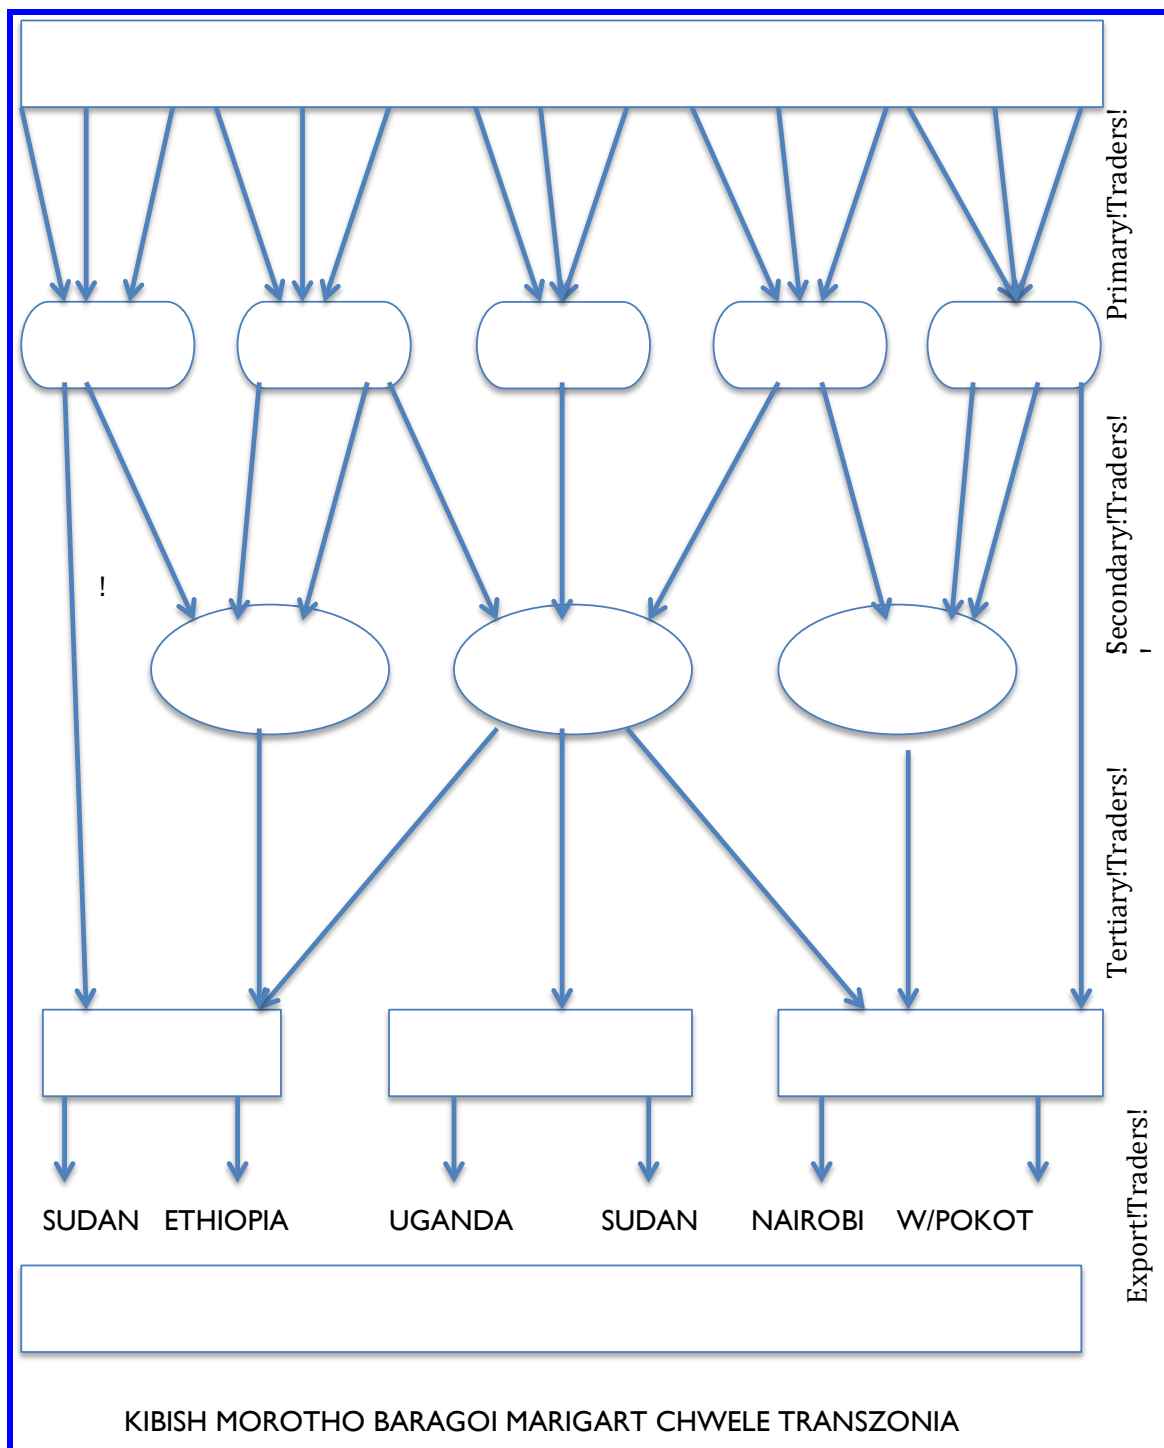 Primary!Traders!
Secondary!Traders!
!
!
Tertiary!Traders!
Export!Traders!
SUDAN ETHIOPIA UGANDA SUDAN NAIROBI W/POKOT
KIBISH MOROTHO BARAGOI MARIGART CHWELE TRANSZONIA